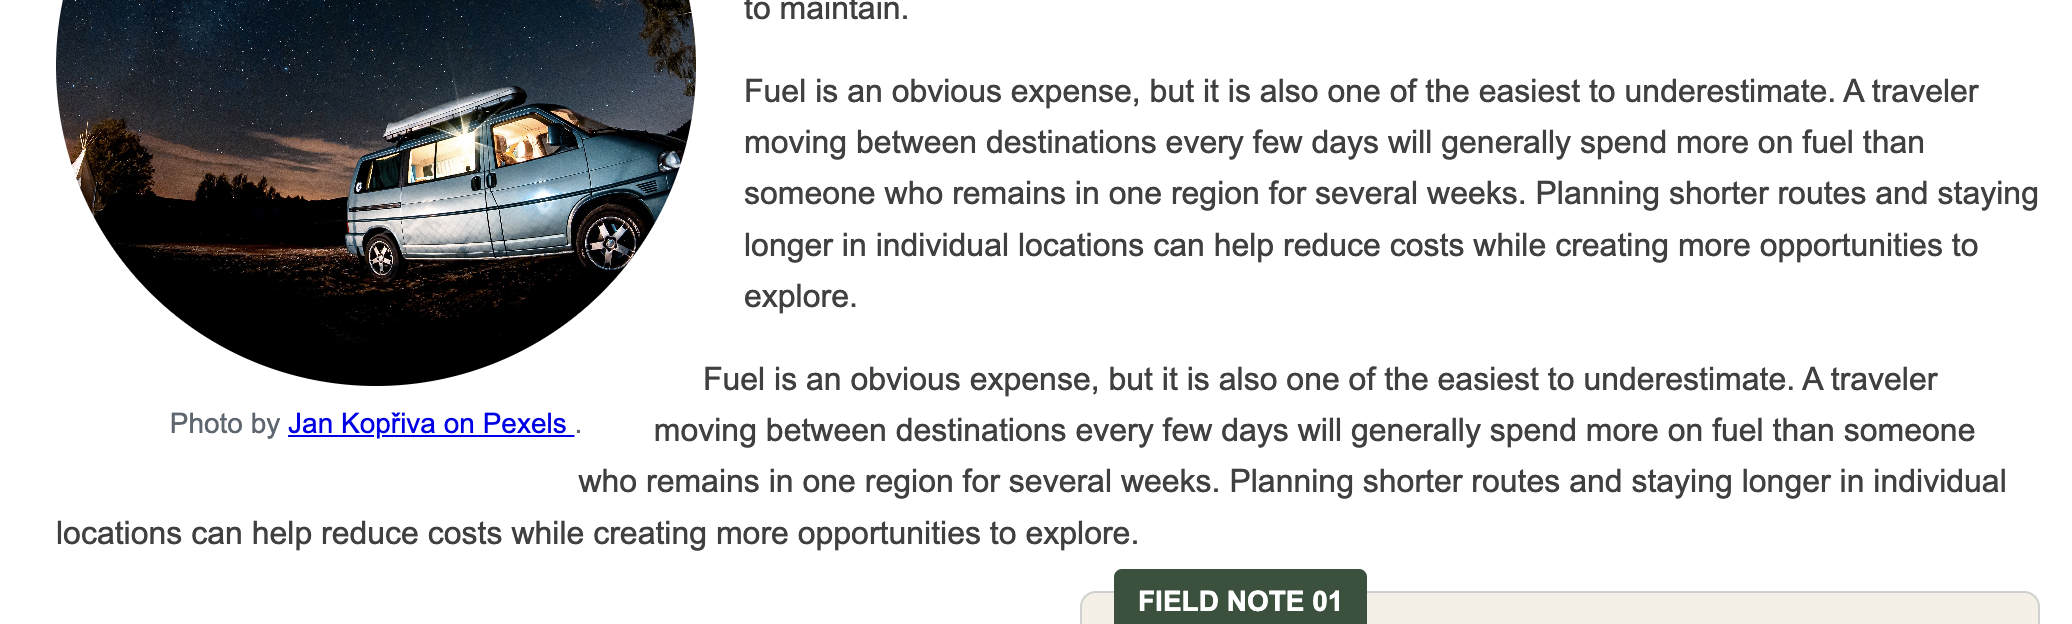 to maintain.
Fuel is an obvious expense, but it is also one of the easiest to underestimate. A traveler
moving between destinations every few days will generally spend more on fuel than
someone who remains in one region for several weeks. Planning shorter routes and staying
longer in individual locations can help reduce costs while creating more opportunities to
explore.
Fuel is an obvious expense, but it is also one of the easiest to underestimate. A traveler
Photo by Jan Kopřiva on Pexels .
moving between destinations every few days will generally spend more on fuel than someone
who remains in one region for several weeks. Planning shorter routes and staying longer in individual
locations can help reduce costs while creating more opportunities to explore.
FIELD NOTE 01